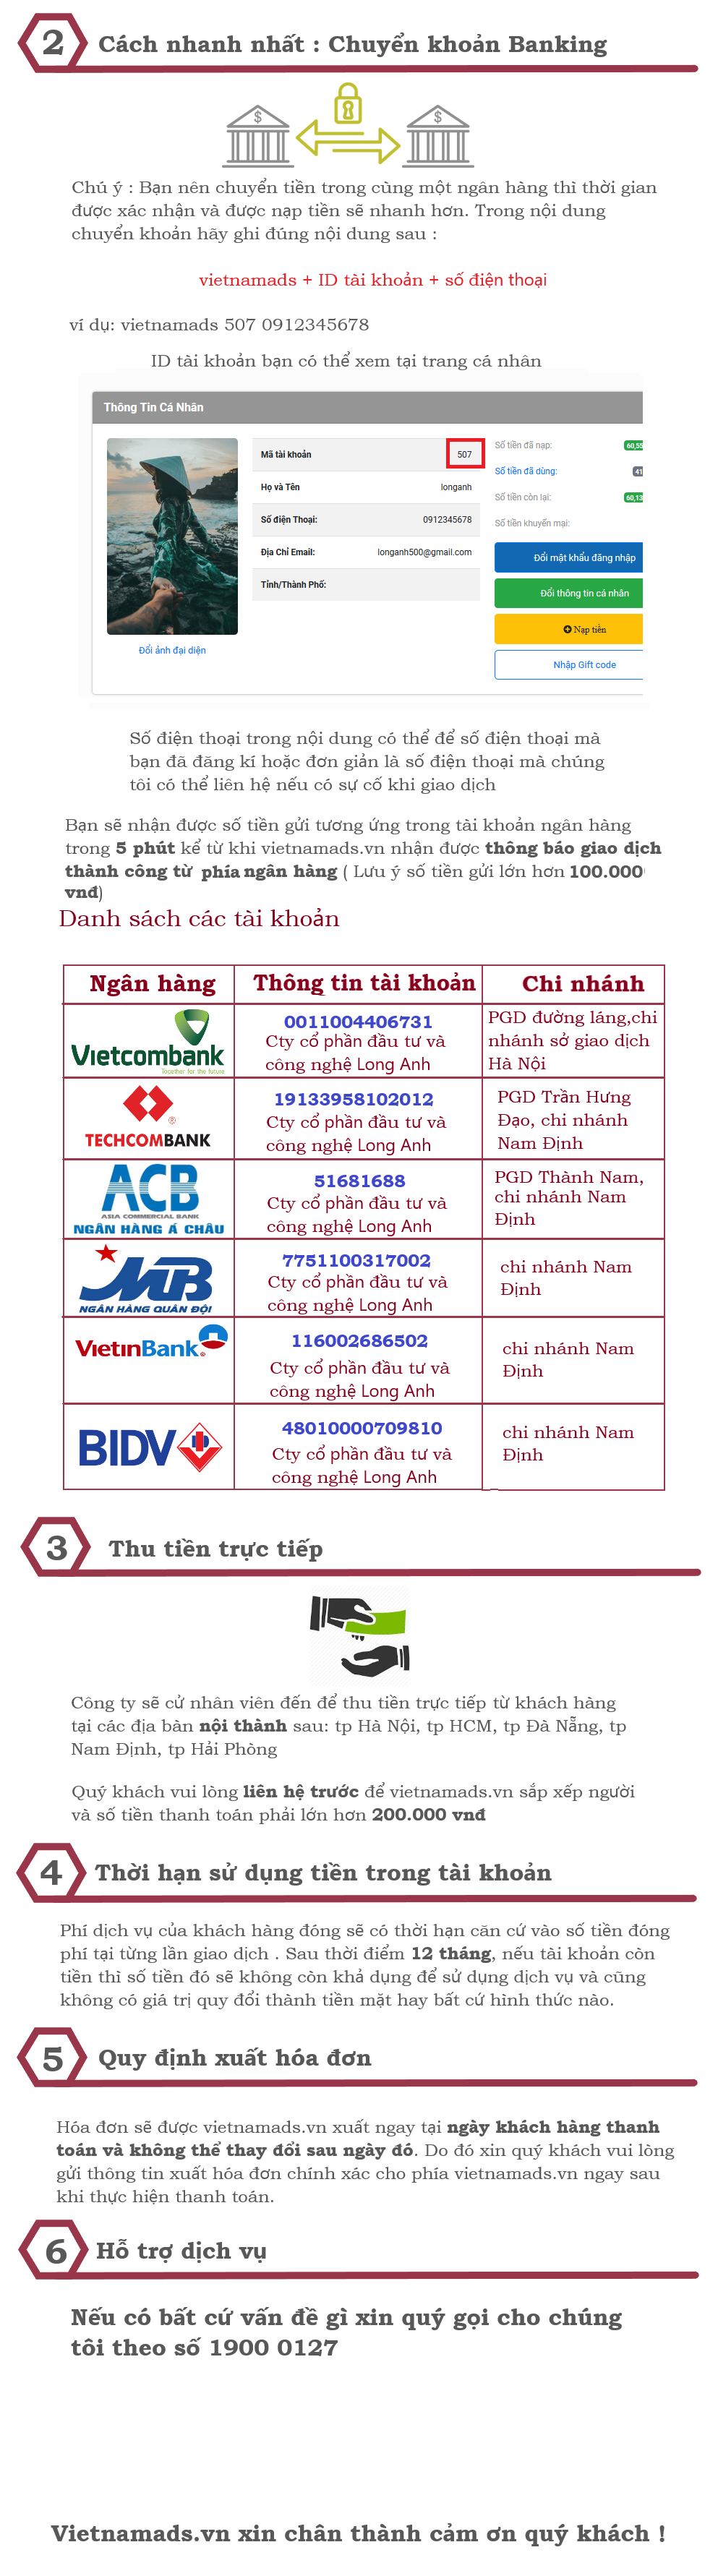 2
Cách nhanh nhất : Chuyển khoản Banking
$
$
Chú ý : Bạn nên chuyển tiền trong cùng một ngân hàng thì thời gian
được xác nhận và được nạp tiền sẽ nhanh hơn. Trong nội dung
chuyển khoản hãy ghi đúng nội dung sau :
vietnamads + ID tài khoản + số điện thoại
ví dụ: vietnamads 507 0912345678
ID tài khoản bạn có thể xem tại trang cá nhân
Thông Tin Cá Nhân
Mã tài khoản 507
Họ và Tên longanh
Số điện Thoại: 0912345678
Địa Chỉ Email: longanh500@gmail.com
Tỉnh/Thành Phố:
Đổi ảnh đại diện
Số tiền đã nạp: 60,55
Số tiền đã dùng: 41
Số tiền còn lại: 60,13
Số tiền khuyến mại:
Đổi mật khẩu đăng nhập
Đổi thông tin cá nhân
Nạp tiền
Nhập Gift code
Số điện thoại trong nội dung có thể để số điện thoại mà
bạn đã đăng kí hoặc đơn giản là số điện thoại mà chúng
tôi có thể liên hệ nếu có sự cố khi giao dịch
Bạn sẽ nhận được số tiền gửi tương ứng trong tài khoản ngân hàng
trong 5 phút kể từ khi vietnamads.vn nhận được thông báo giao dịch
thành công từ phía ngân hàng ( Lưu ý số tiền gửi lớn hơn 100.000
vnđ)
Danh sách các tài khoản
Ngân hàng Thông tin tài khoản Chi nhánh
Vietcombank
Together for the future
0011004406731
Cty cổ phần đầu tư và
công nghệ Long Anh
PGD đường láng,chi
nhánh sở giao dịch
Hà Nội
TECHCOMBANK
19133958102012
Cty cổ phần đầu tư và
công nghệ Long Anh
PGD Trần Hưng
Đạo, chi nhánh
Nam Định
ACB
ASIA COMMERCIAL BANK
NGÂN HÀNG Á CHÂU
51681688
Cty cổ phần đầu tư và
công nghệ Long Anh
PGD Thành Nam,
chi nhánh Nam
Định
MB
NGÂN HÀNG QUÂN ĐỘI
7751100317002
Cty cổ phần đầu tư và
công nghệ Long Anh
chi nhánh Nam
Định
VietinBank
116002686502
Cty cổ phần đầu tư và
công nghệ Long Anh
chi nhánh Nam
Định
BIDV
48010000709810
Cty cổ phần đầu tư và
công nghệ Long Anh
chi nhánh Nam
Định
3
Thu tiền trực tiếp
Công ty sẽ cử nhân viên đến để thu tiền trực tiếp từ khách hàng
tại các địa bàn nội thành sau: tp Hà Nội, tp HCM, tp Đà Nẵng, tp
Nam Định, tp Hải Phòng
Quý khách vui lòng liên hệ trước để vietnamads.vn sắp xếp người
và số tiền thanh toán phải lớn hơn 200.000 vnđ
4
Thời hạn sử dụng tiền trong tài khoản
Phí dịch vụ của khách hàng đóng sẽ có thời hạn căn cứ vào số tiền đóng
phí tại từng lần giao dịch . Sau thời điểm 12 tháng, nếu tài khoản còn
tiền thì số tiền đó sẽ không còn khả dụng để sử dụng dịch vụ và cũng
không có giá trị quy đổi thành tiền mặt hay bất cứ hình thức nào.
5
Quy định xuất hóa đơn
Hóa đơn sẽ được vietnamads.vn xuất ngay tại ngày khách hàng thanh
toán và không thể thay đổi sau ngày đó. Do đó xin quý khách vui lòng
gửi thông tin xuất hóa đơn chính xác cho phía vietnamads.vn ngay sau
khi thực hiện thanh toán.
6
Hỗ trợ dịch vụ
Nếu có bất cứ vấn đề gì xin quý gọi cho chúng
tôi theo số 1900 0127
Vietnamads.vn xin chân thành cảm ơn quý khách !